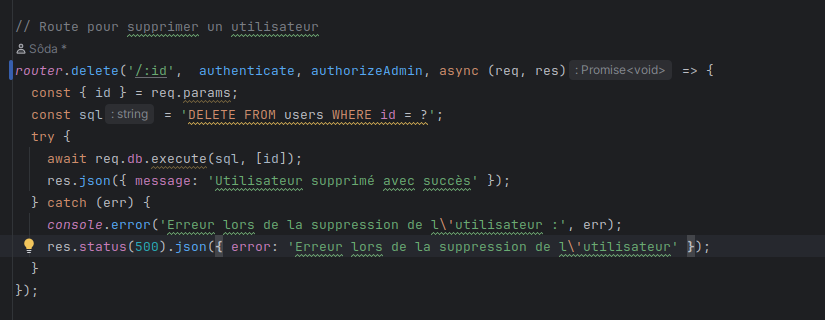 // Route pour supprimer un utilisateur
Sôda *
router.delete('/:id', authenticate, authorizeAdmin, async (req, res) : Promise<void> => {
const { id } = req.params;
const sql : string = 'DELETE FROM users WHERE id = ?';
try {
await req.db.execute(sql, [id]);
res.json({ message: 'Utilisateur supprimé avec succès' });
} catch (err) {
console.error('Erreur lors de la suppression de l\'utilisateur :', err);
res.status(500).json({ error: 'Erreur lors de la suppression de l\'utilisateur' });
}
});